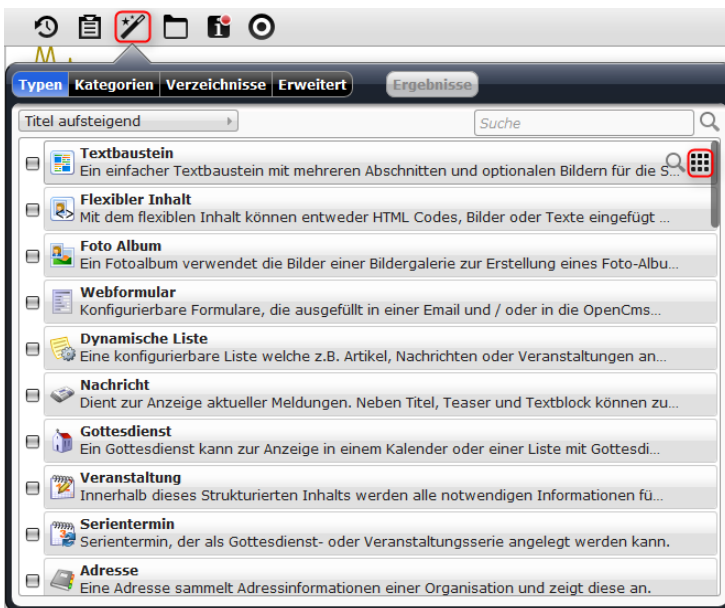 Typen Kategorien Verzeichnisse Erweitert Ergebnisse
Titel aufsteigend Suche
Textbaustein
Ein einfacher Textbaustein mit mehreren Abschnitten und optionalen Bildern für die S...
Flexibler Inhalt
Mit dem flexiblen Inhalt können entweder HTML Codes, Bilder oder Texte eingefügt ...
Foto Album
Ein Fotoalbum verwendet die Bilder einer Bildergalerie zur Erstellung eines Foto-Albu...
Webformular
Konfigurierbare Formulare, die ausgefüllt in einer Email und / oder in die OpenCms...
Dynamische Liste
Eine konfigurierbare Liste welche z.B. Artikel, Nachrichten oder Veranstaltungen an...
Nachricht
Dient zur Anzeige aktueller Meldungen. Neben Titel, Teaser und Textblock können zu...
Gottesdienst
Ein Gottesdienst kann zur Anzeige in einem Kalender oder einer Liste mit Gottesdi...
Veranstaltung
Innerhalb dieses Strukturierten Inhalts werden alle notwendigen Informationen fü...
Serientermin
Serientermin, der als Gottesdienst- oder Veranstaltungsserie angelegt werden kann.
Adresse
Eine Adresse sammelt Adressinformationen einer Organisation und zeigt diese an.